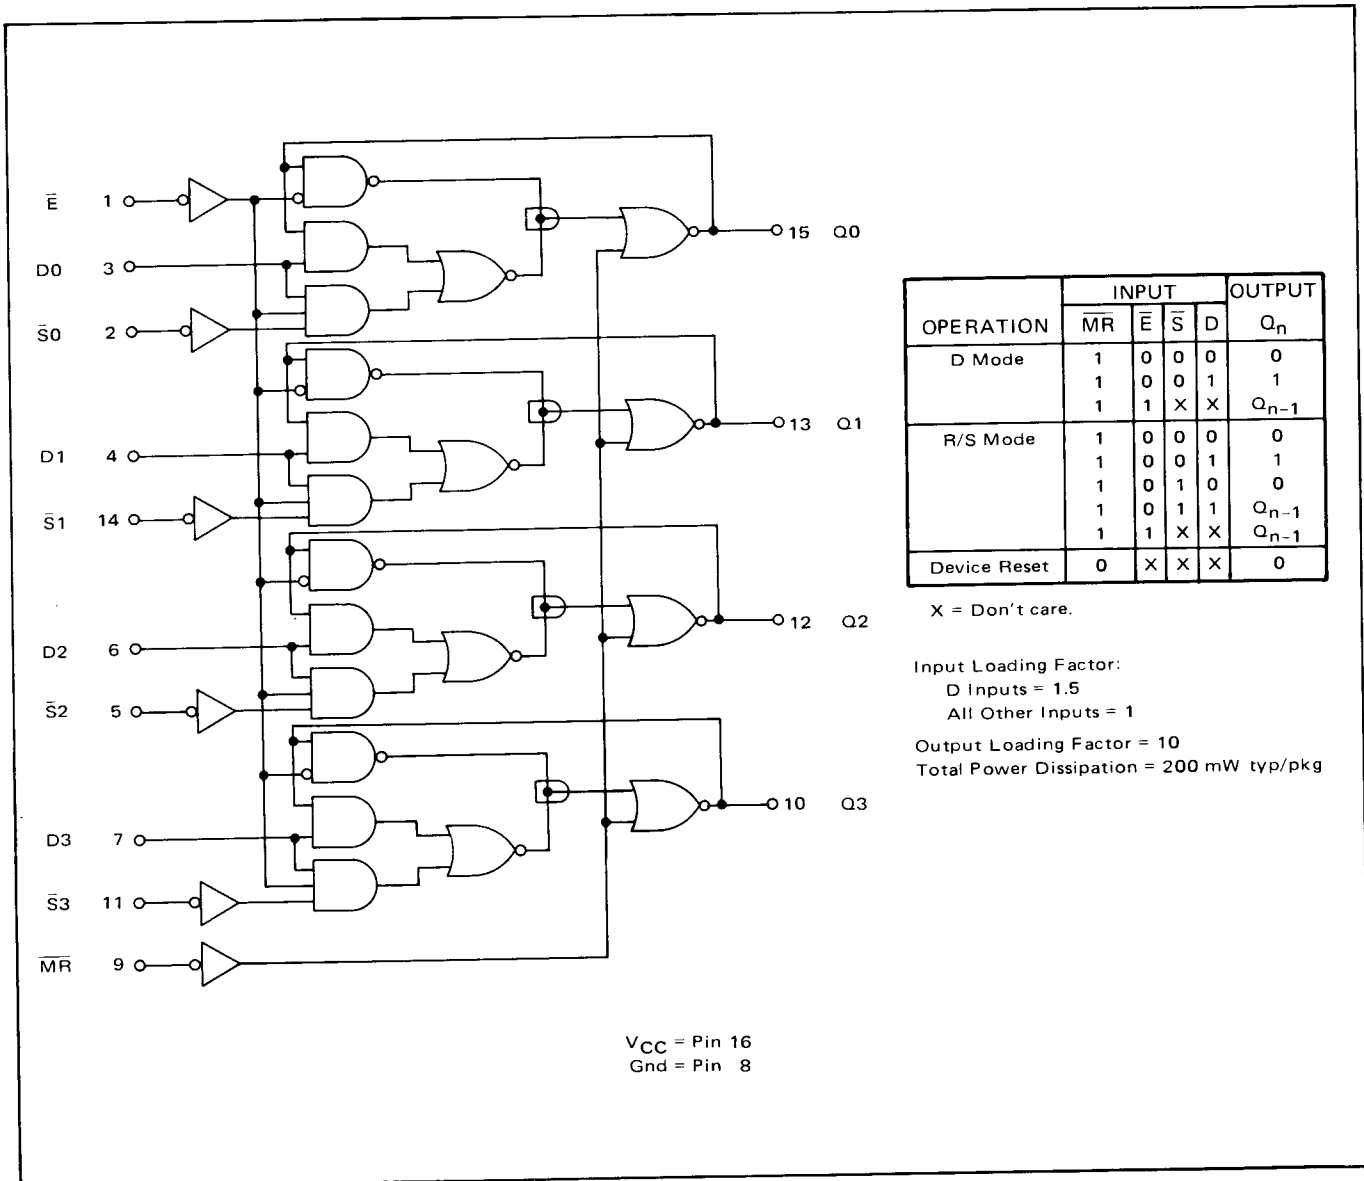 E̅ 1 15 Q0
D0 3
S̅0 2
13 Q1
D1 4
S̅1 14
12 Q2
D2 6
S̅2 5
10 Q3
D3 7
S̅3 11
M̅R̅ 9
VCC = Pin 16
Gnd = Pin 8
INPUT OUTPUT
OPERATION M̅R̅ E̅ S̅ D Qn
D Mode 1 0 0 0 0
1 0 0 1 1
1 1 X X Qn-1
R/S Mode 1 0 0 0 0
1 0 0 1 1
1 0 1 0 0
1 0 1 1 Qn-1
1 1 X X Qn-1
Device Reset 0 X X X 0
X = Don't care.
Input Loading Factor:
D Inputs = 1.5
All Other Inputs = 1
Output Loading Factor = 10
Total Power Dissipation = 200 mW typ/pkg